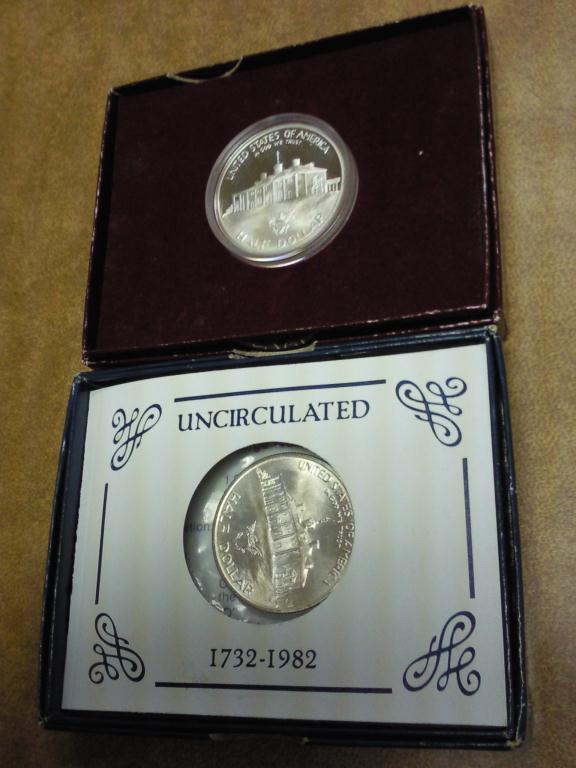 UNITED STATES OF AMERICA
IN GOD WE TRUST
HALF DOLLAR
UNCIRCULATED
UNITED STATES OF AMERICA
HALF DOLLAR
the
1732-1982